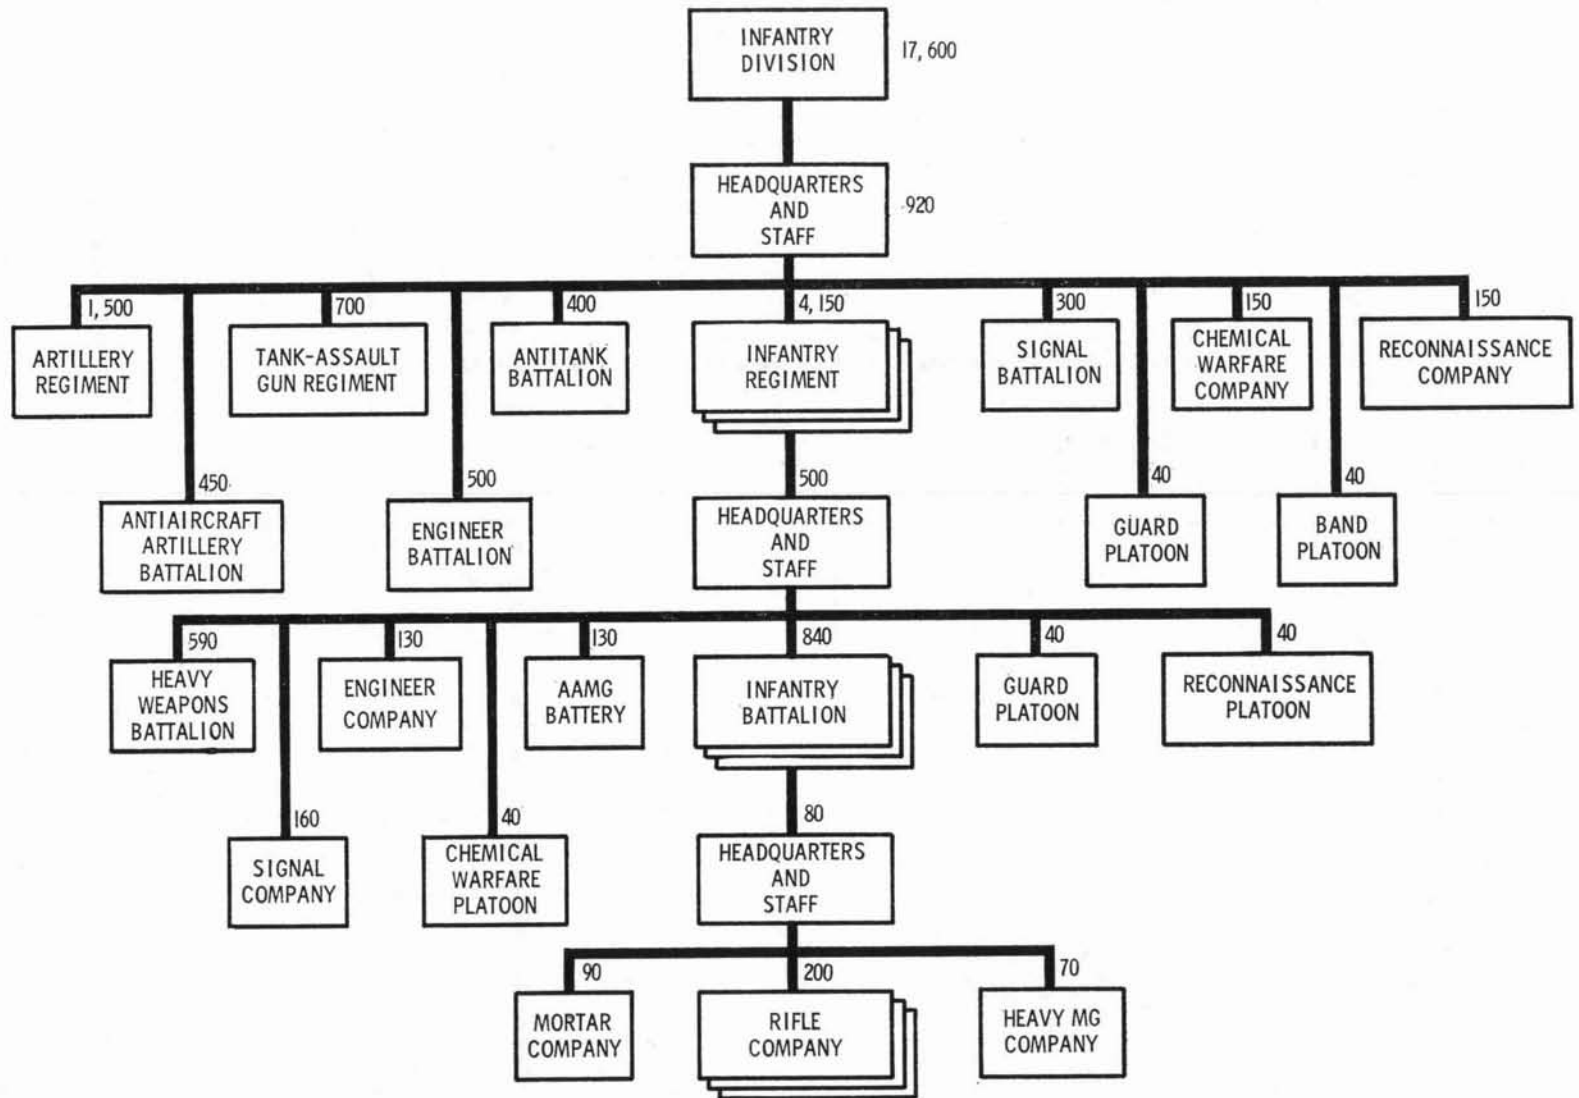 INFANTRY
DIVISION
17,600
HEADQUARTERS
AND
STAFF
920
1,500
ARTILLERY
REGIMENT
450
ANTIAIRCRAFT
ARTILLERY
BATTALION
700
TANK-ASSAULT
GUN REGIMENT
500
ENGINEER
BATTALION
400
ANTITANK
BATTALION
4,150
INFANTRY
REGIMENT
300
SIGNAL
BATTALION
40
GUARD
PLATOON
150
CHEMICAL
WARFARE
COMPANY
40
BAND
PLATOON
150
RECONNAISSANCE
COMPANY
500
HEADQUARTERS
AND
STAFF
590
HEAVY
WEAPONS
BATTALION
160
SIGNAL
COMPANY
130
ENGINEER
COMPANY
40
CHEMICAL
WARFARE
PLATOON
130
AAMG
BATTERY
840
INFANTRY
BATTALION
40
GUARD
PLATOON
40
RECONNAISSANCE
PLATOON
80
HEADQUARTERS
AND
STAFF
90
MORTAR
COMPANY
200
RIFLE
COMPANY
70
HEAVY MG
COMPANY